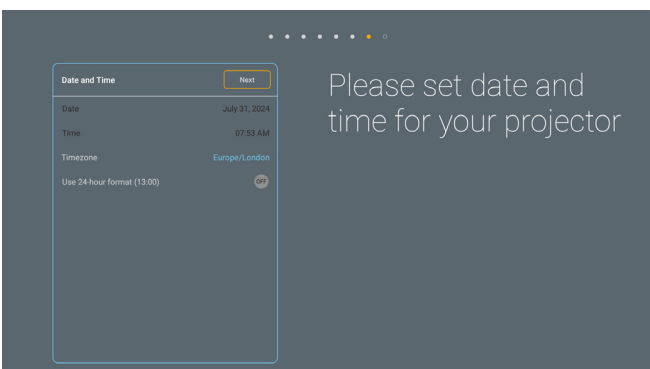 Date and Time Next
Date July 31, 2024
Time 07:53 AM
Timezone Europe/London
Use 24-hour format (13:00) OFF
Please set date and
time for your projector